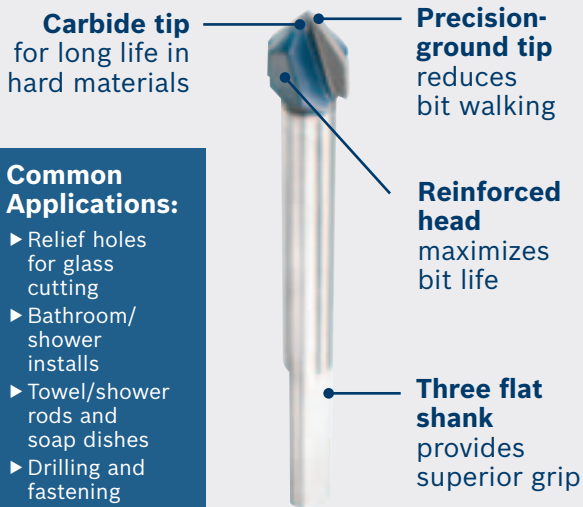 Carbide tip
for long life in
hard materials
Precision-
ground tip
reduces
bit walking
Common
Applications:
▶ Relief holes
for glass
cutting
▶ Bathroom/
shower
installs
▶ Towel/shower
rods and
soap dishes
▶ Drilling and
fastening
Reinforced
head
maximizes
bit life
Three flat
shank
provides
superior grip